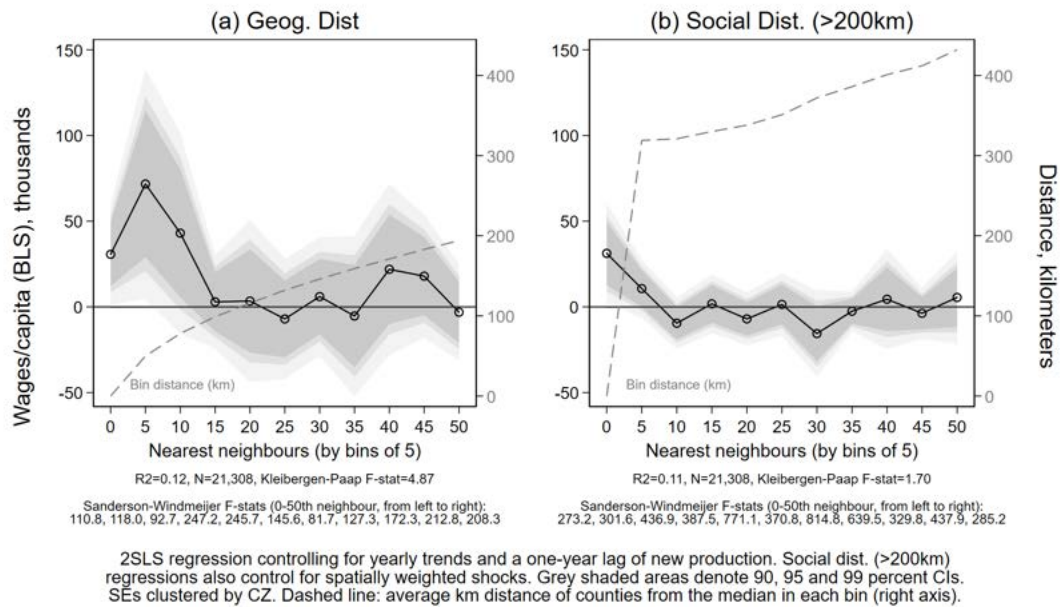 (a) Geog. Dist
(b) Social Dist. (>200km)
Wages/capita (BLS), thousands
150
100
50
0
-50
400
300
200
100
0
Bin distance (km)
0 5 10 15 20 25 30 35 40 45 50
Nearest neighbours (by bins of 5)
R2=0.12, N=21,308, Kleibergen-Paap F-stat=4.87
Sanderson-Windmeijer F-stats (0-50th neighbour, from left to right):
110.8, 118.0, 92.7, 247.2, 245.7, 145.6, 81.7, 127.3, 172.3, 212.8, 208.3
150
100
50
0
-50
400
300
200
100
0
Distance, kilometers
Bin distance (km)
0 5 10 15 20 25 30 35 40 45 50
Nearest neighbours (by bins of 5)
R2=0.11, N=21,308, Kleibergen-Paap F-stat=1.70
Sanderson-Windmeijer F-stats (0-50th neighbour, from left to right):
273.2, 301.6, 436.9, 387.5, 771.1, 370.8, 814.8, 639.5, 329.8, 437.9, 285.2
2SLS regression controlling for yearly trends and a one-year lag of new production. Social dist. (>200km)
regressions also control for spatially weighted shocks. Grey shaded areas denote 90, 95 and 99 percent CIs.
SEs clustered by CZ. Dashed line: average km distance of counties from the median in each bin (right axis).